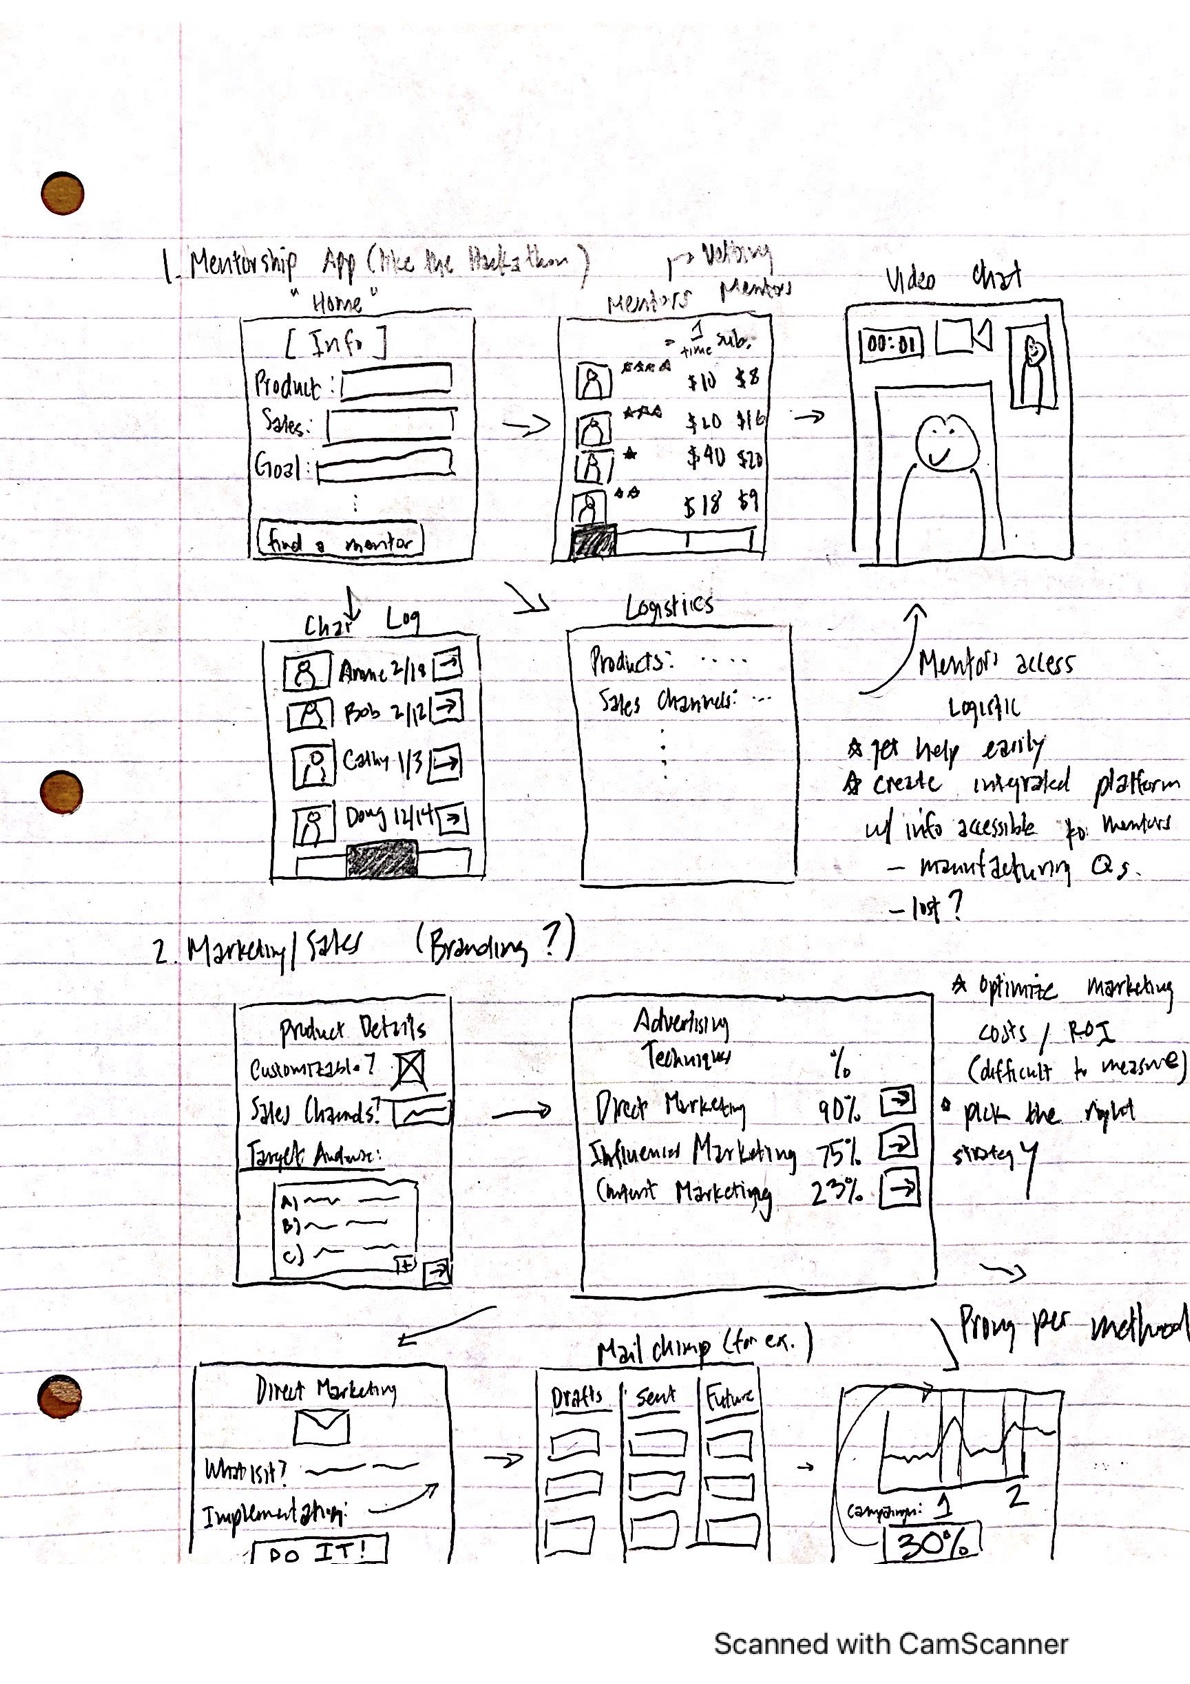 1. Mentorship App (like the Hackathon)
"Home"
[Info]
Product:
Sales:
Goal:
find a mentor
→ Vetting
Mentors
Mentors
1 time sub.
$10 $8
$20 $16
$40 $20
$18 $9
Video Chat
00:01
Chat Log
2/18
Bob 2/12
Cathy 1/3
Doug 12/14
Logistics
Products: ....
Sales Channels: ...
Mentors access
Logistic
☆ get help easily
☆ create integrated platform
w/ info accessible to mentors
- manufacturing Qs.
- lost?
2. Marketing/Sales (Branding?)
Product Details
Customizable?
Sales Channels?
Target Audience:
A)
B)
C)
+
Advertising
Techniques %
Direct Marketing 90%
Influencer Marketing 75%
Content Marketing 23%
☆ Optimize marketing
costs / ROI
(difficult to measure)
pick the right
strategy
per method
Direct Marketing
What is it?
Implementation:
DO IT!
Mail chimp (for ex.)
Drafts Sent Future
1 2
Campaign:
30%
Scanned with CamScanner